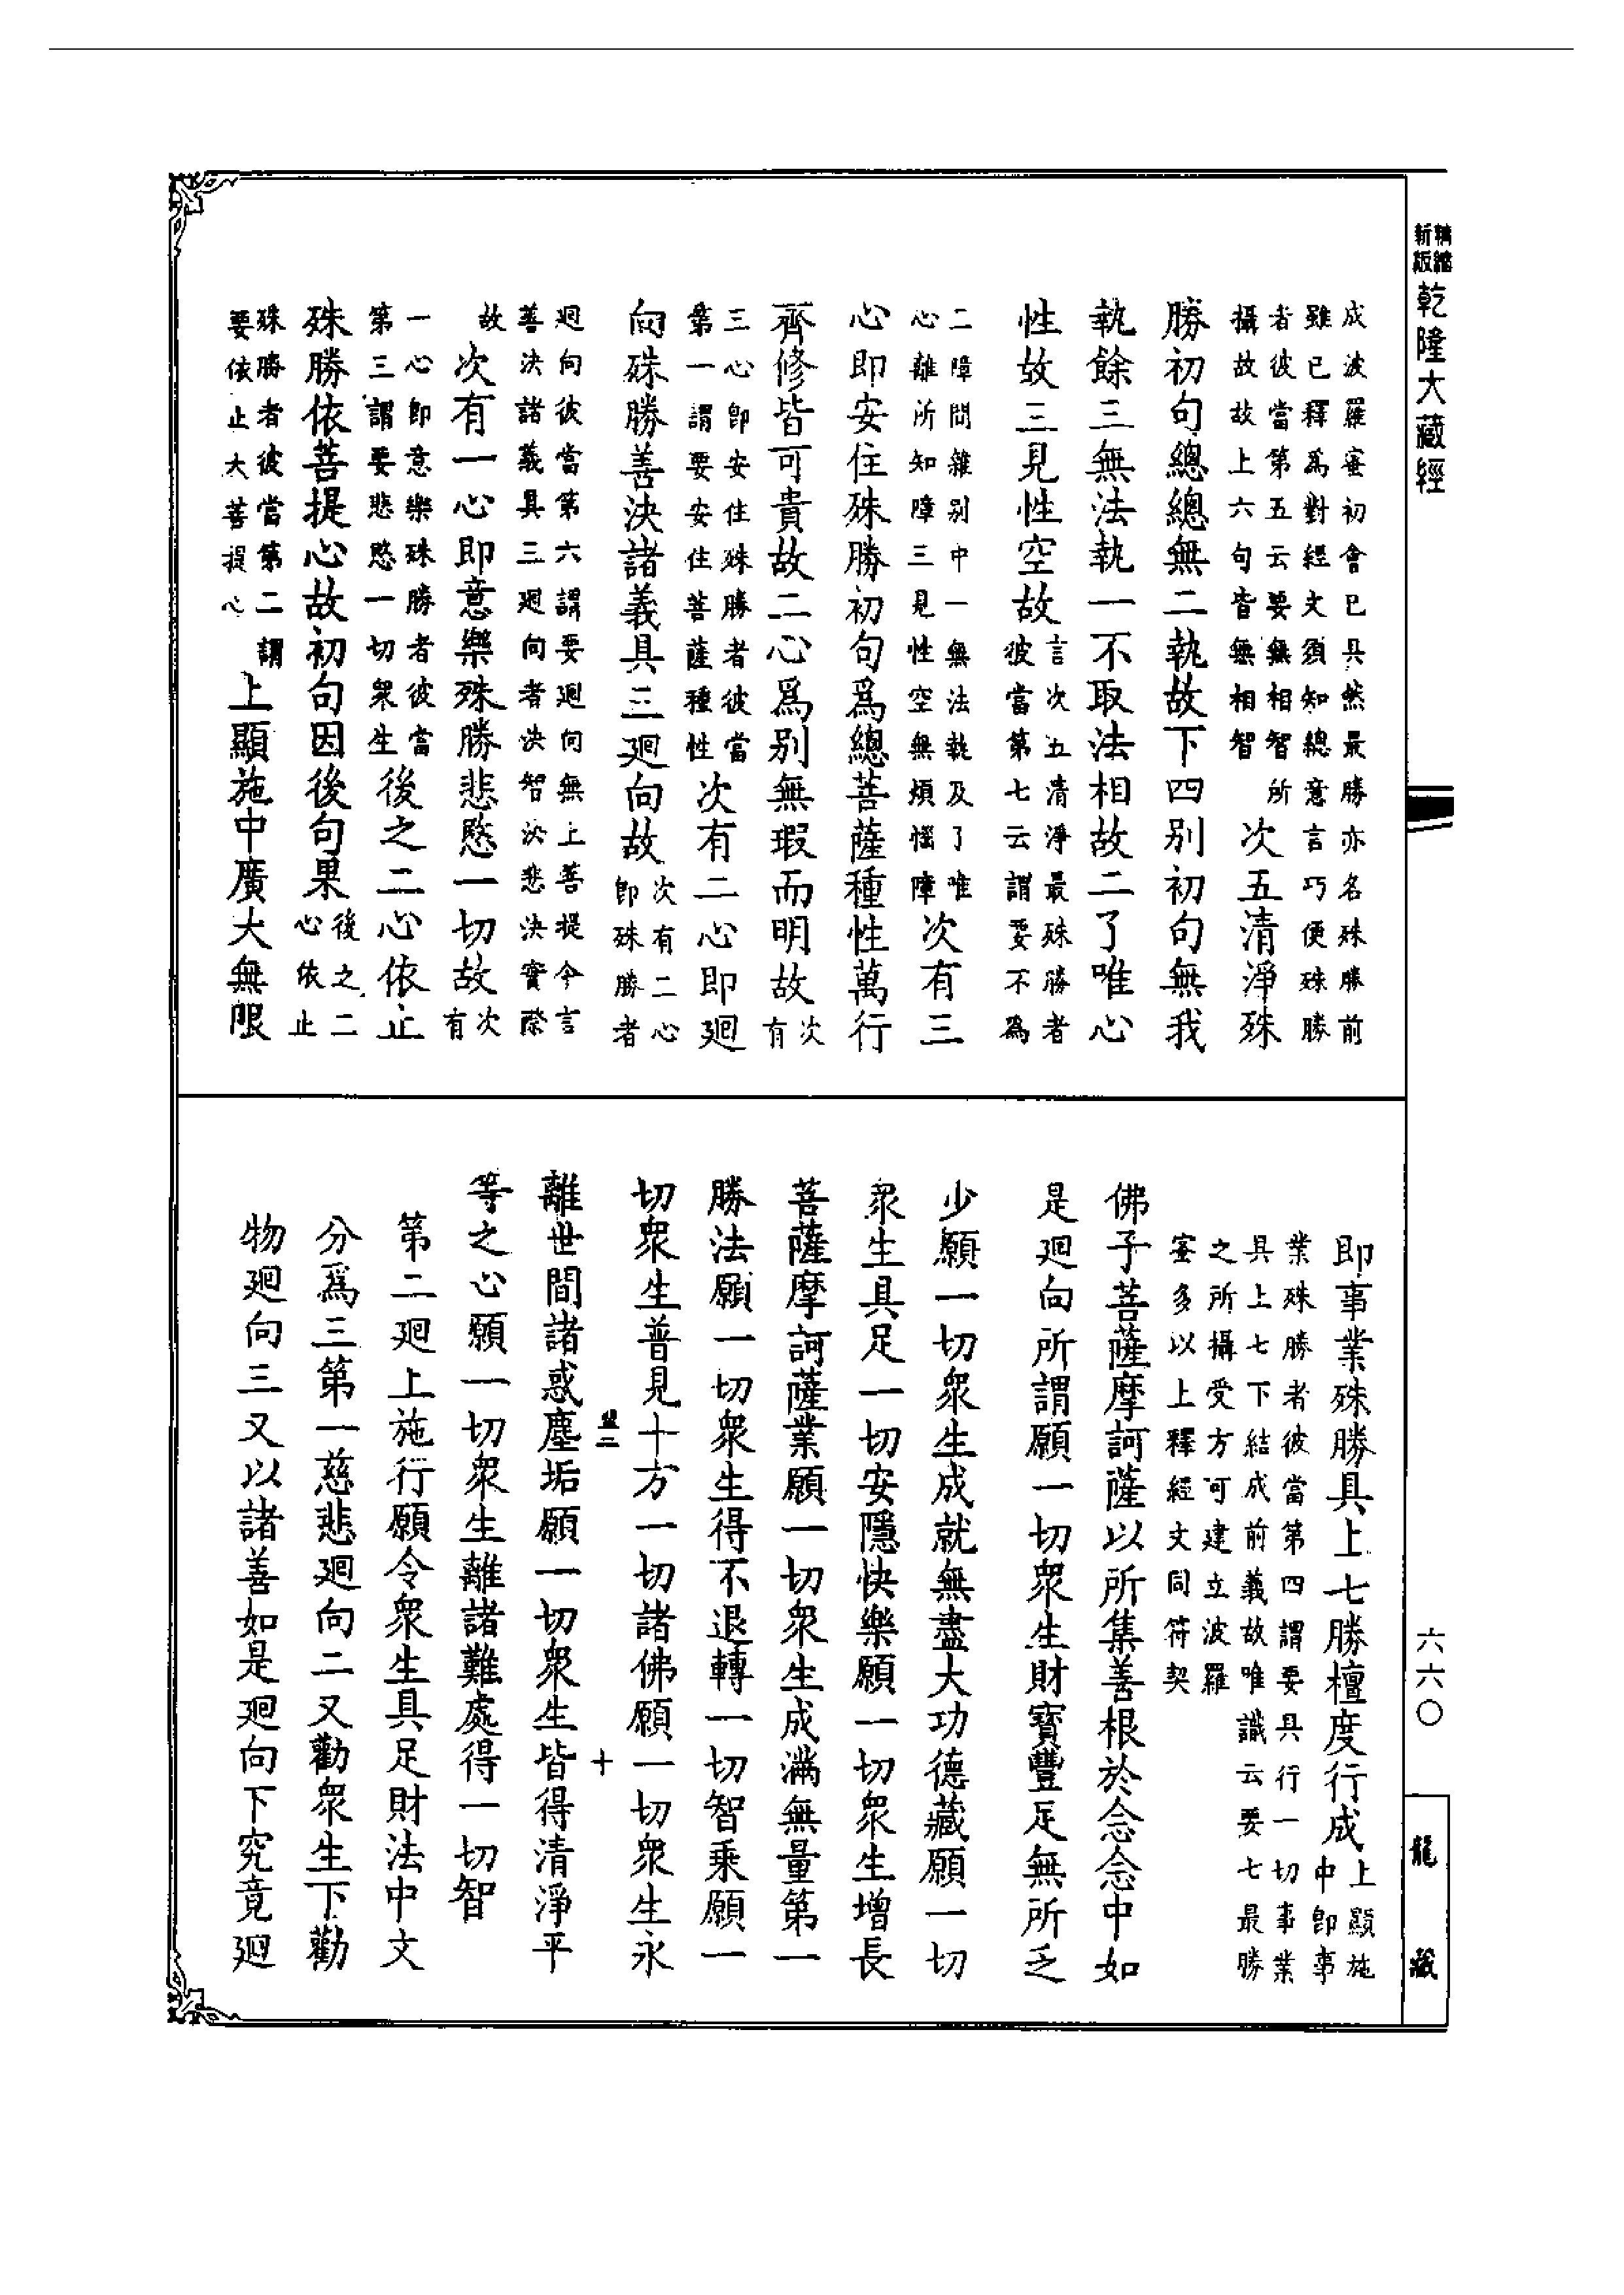 精縮
新版
乾隆大藏經
成波羅蜜初會已具然最勝亦名殊勝前
雖已釋爲對經文須知總意言巧便殊勝
者彼當第五云要無相智所
攝故故上六句皆無相智
次五清淨殊
勝初句總總無二執故下四別初句無我
執餘三無法執一不取法相故二了唯心
性故三見性空故
言次五清淨最殊勝者
彼當第七云謂要不爲
二障間雜別中一無法執及了唯
心離所知障三見性空無煩惱障
次有三
心即安住殊勝初句爲總菩薩種性萬行
齊修皆可貴故二心爲別無瑕而明故
次
有
三心即安住殊勝者彼當
第一謂要安住菩薩種性
次有二心即廻
向殊勝善決諸義具三廻向故
次有二心
即殊勝者
廻向彼當第六謂要廻向無上菩提今言
善決諸義具三廻向者決智決悲決實際
故
次有一心即意樂殊勝悲愍一切故
次
有
一心即意樂殊勝者彼當
第三謂要悲愍一切衆生
後之二心依止
殊勝依菩提心故初句因後句果
後之二
心依止
殊勝者彼當第二謂
要依止大菩提心
上顯施中廣大無限
即事業殊勝具上七勝檀度行成
上顯施
中即事
業殊勝者彼當第四謂要具行一切事業
具上七下結成前義故唯識云要七最勝
之所攝受方可建立波羅
蜜多以上釋經文同符契
佛子菩薩摩訶薩以所集善根於念念中如
是廻向所謂願一切衆生財寶豐足無所乏
少願一切衆生成就無盡大功德藏願一切
衆生具足一切安隱快樂願一切衆生增長
菩薩摩訶薩業願一切衆生成滿無量第一
勝法願一切衆生得不退轉一切智乘願一
切衆生普見十方一切諸佛願一切衆生永
十
離世間諸惑塵垢願一切衆生皆得清淨平
等之心願一切衆生離諸難處得一切智
第二廻上施行願令衆生具足財法中文
分爲三第一慈悲廻向二又勸衆生下勸
物廻向三又以諸善如是廻向下究竟廻
六六〇
龍藏